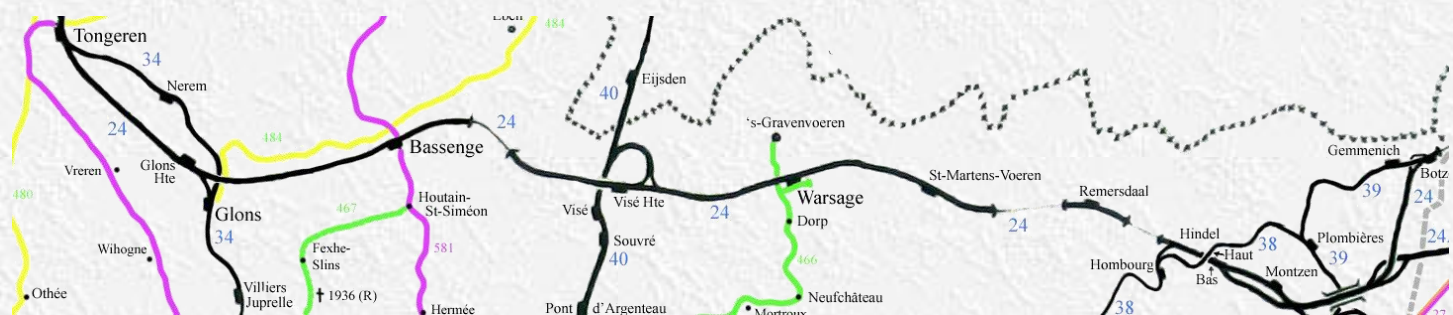 Tongeren
484
34
Eijsden
40
Nerem
24
24
's-Gravenvoeren
484
Bassenge
Glons
Hte
Gemmenich
Vreren
Botz
St-Martens-Voeren
39
Remersdaal
24
480
Houtain-
St-Siméon
Visé
Visé Hte
24
Warsage
467
Glons
24
34
Dorp
Hindel
38
24
Wihogne
Fexhe-
Slins
581
Souvré
40
466
Haut
Plombières
39
Hombourg
Bas
Montzen
Othée
Villiers
Juprelle
1936 (R)
Hermée
Pont
d'Argenteau
Neufchâteau
Mortroux
38